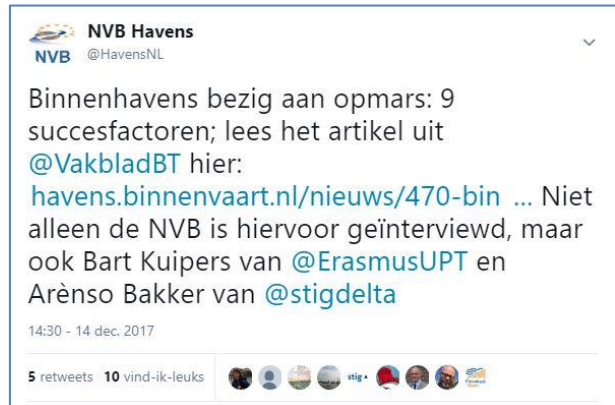 NVB Havens
NVB @HavensNL
Binnenhavens bezig aan opmars: 9
succesfactoren; lees het artikel uit
@VakbladBT hier:
havens.binnenvaart.nl/nieuws/470-bin ... Niet
alleen de NVB is hiervoor geïnterviewd, maar
ook Bart Kuipers van @ErasmusUPT en
Arènso Bakker van @stigdelta
14:30 - 14 dec. 2017
5 retweets 10 vind-ik-leuks stig